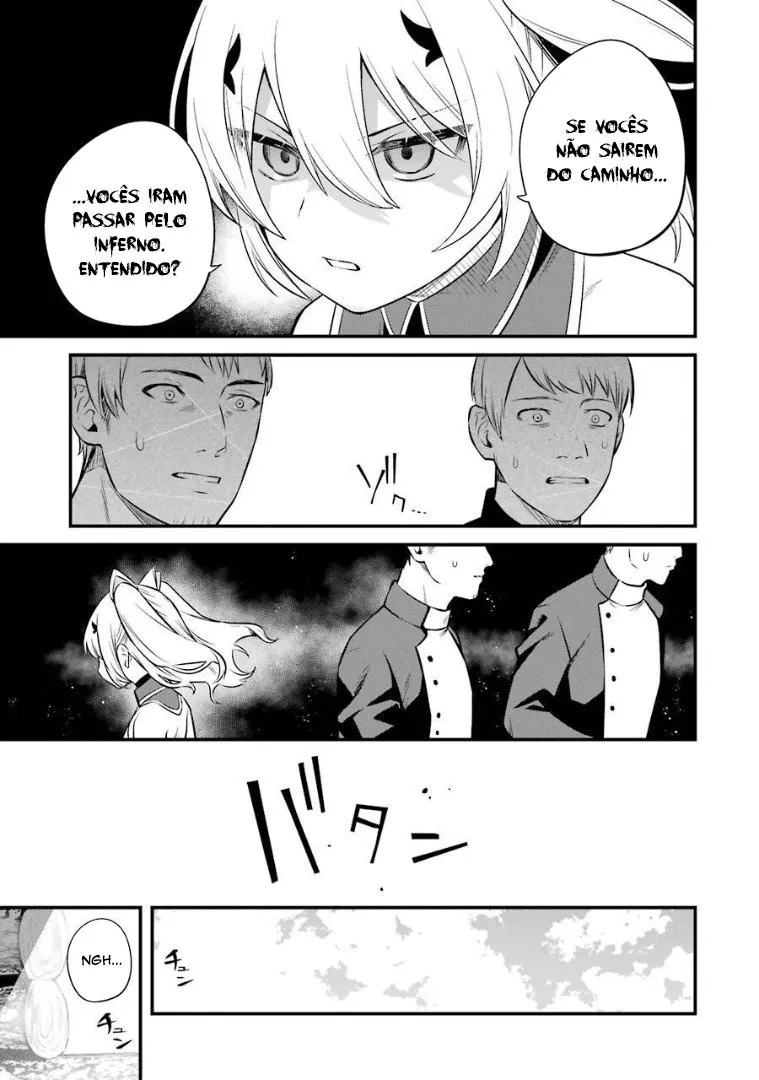 SE VOCÊS
NÃO SAIREM
DO CAMINHO...
...VOCÊS IRAM
PASSAR PELO
INFERNO.
ENTENDIDO?
ゾク...
バタン
チュン
NGH...
チュン